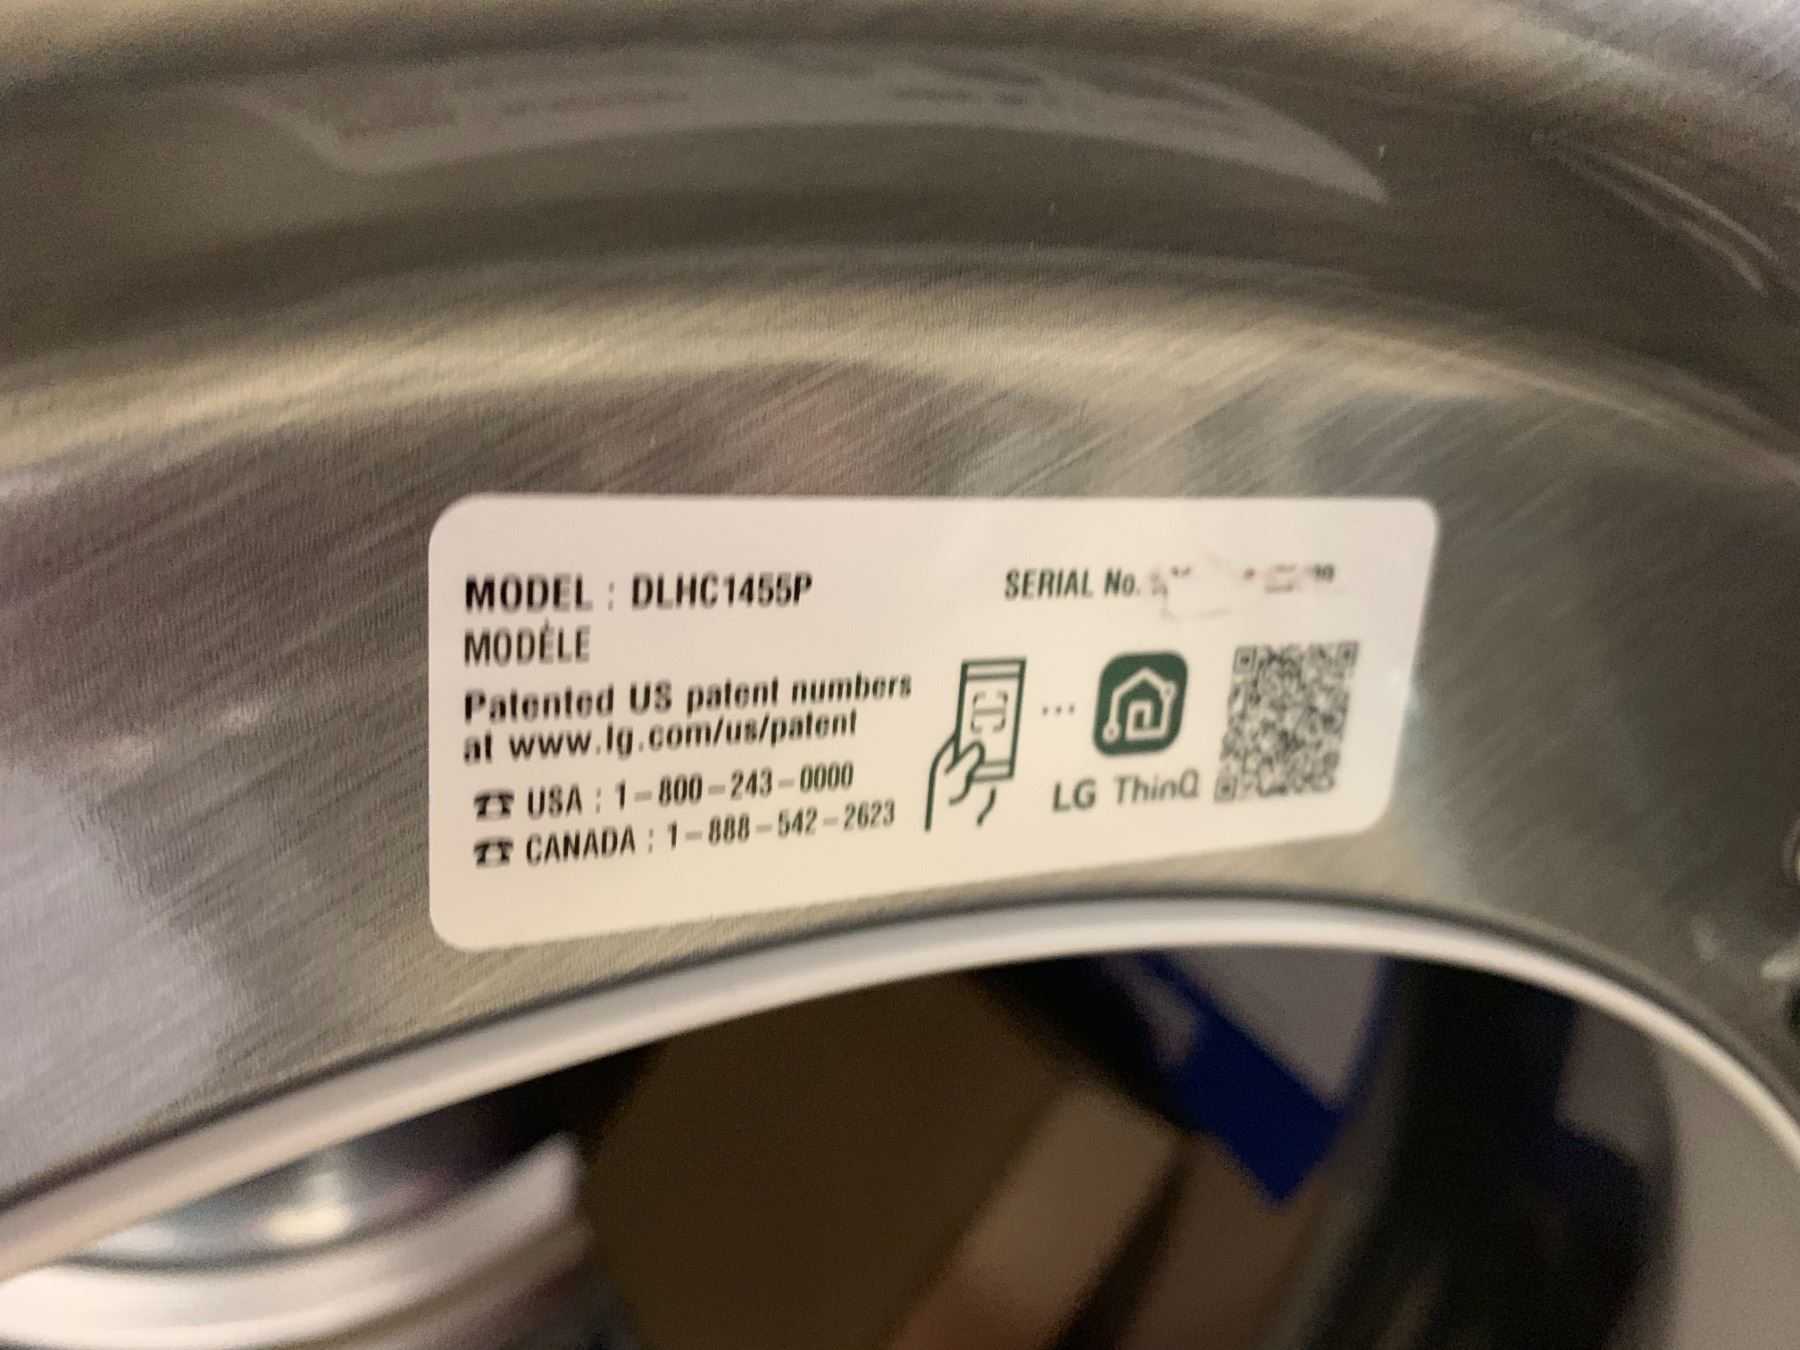 MODEL : DLHC1455P
MODÈLE
SERIAL No.
Patented US patent numbers
at www.lg.com/us/patent
☎ USA : 1-800-243-0000
☎ CANADA : 1-888-542-2623
LG ThinQ